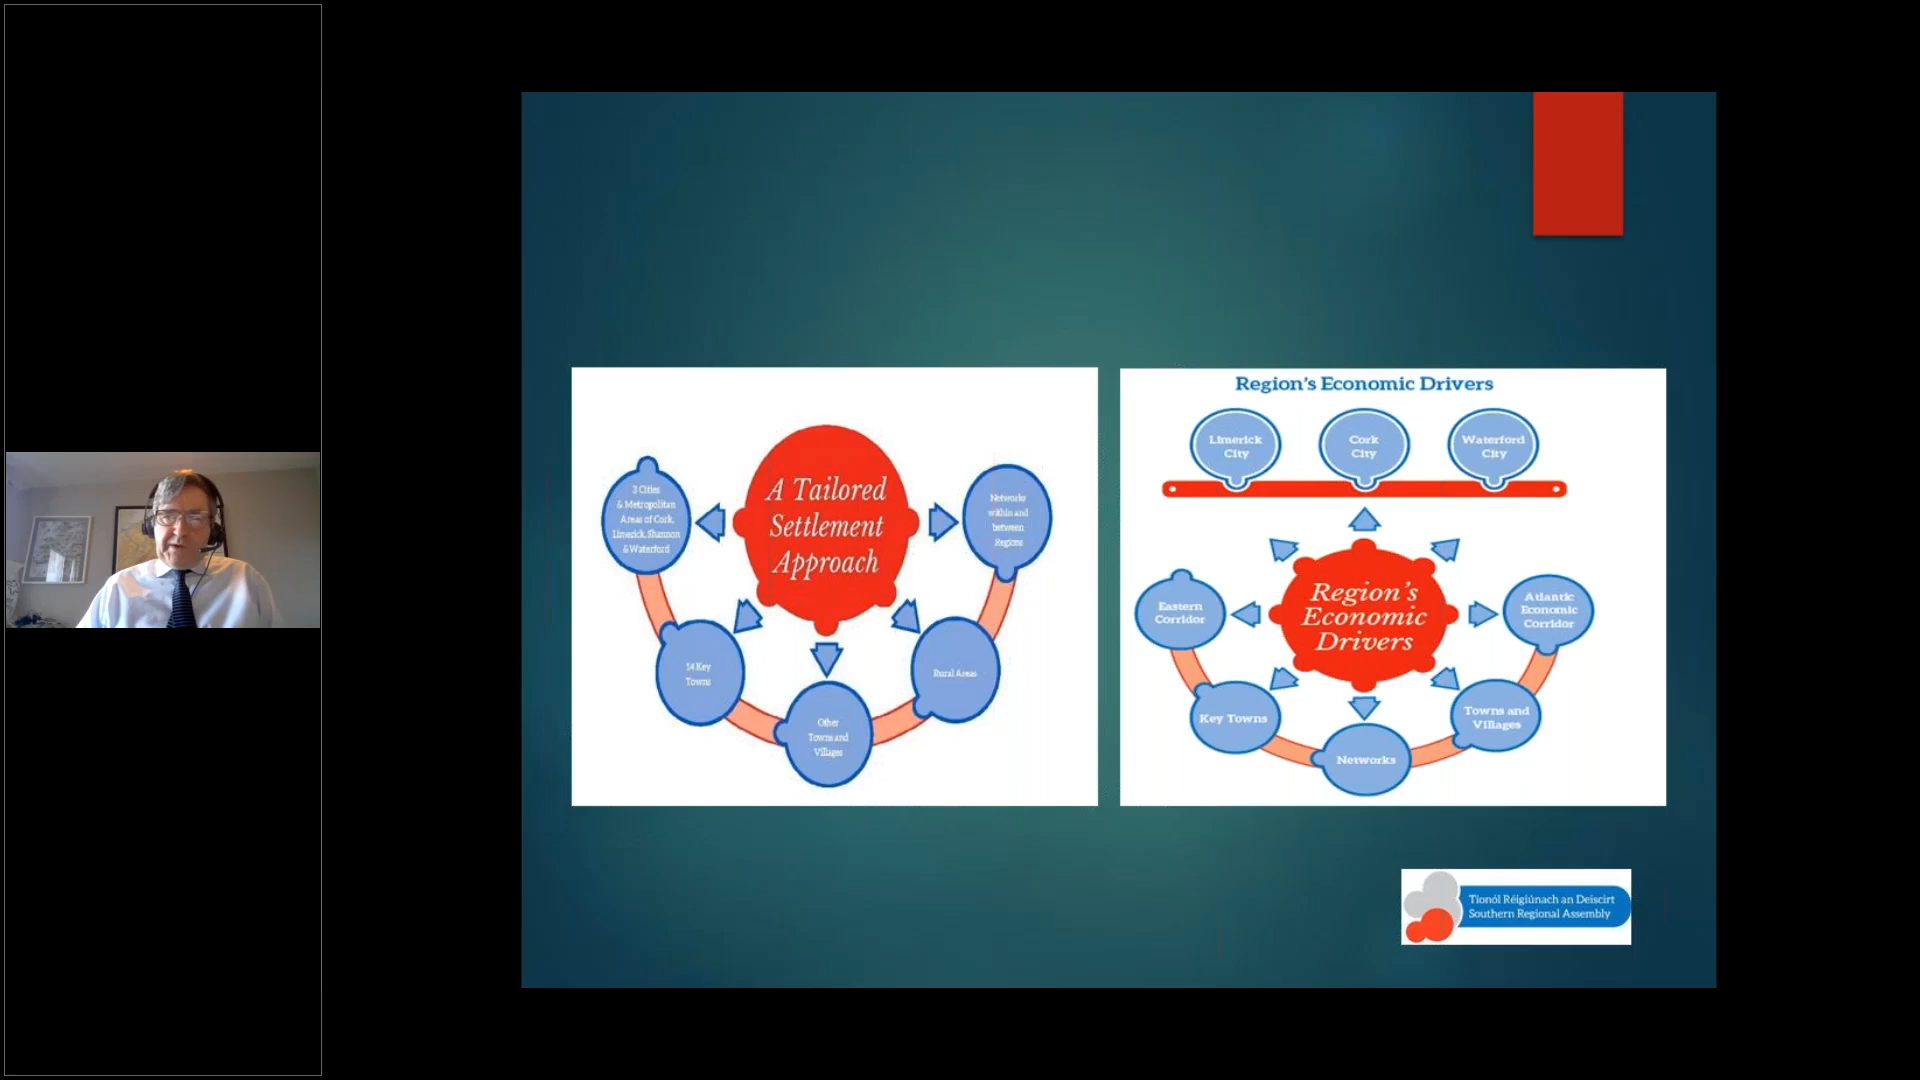 A Tailored
Settlement
Approach
3 Cities
& Metropolitan
Areas of Cork,
Limerick, Shannon
& Waterford
14 Key
Towns
Other
Towns and
Villages
Rural Areas
Networks
within and
between
Regions
Region's Economic Drivers
Limerick
City
Cork
City
Waterford
City
Region's
Economic
Drivers
Eastern
Corridor
Key Towns
Networks
Towns and
Villages
Atlantic
Economic
Corridor
Tionól Réigiúnach an Deiscirt
Southern Regional Assembly